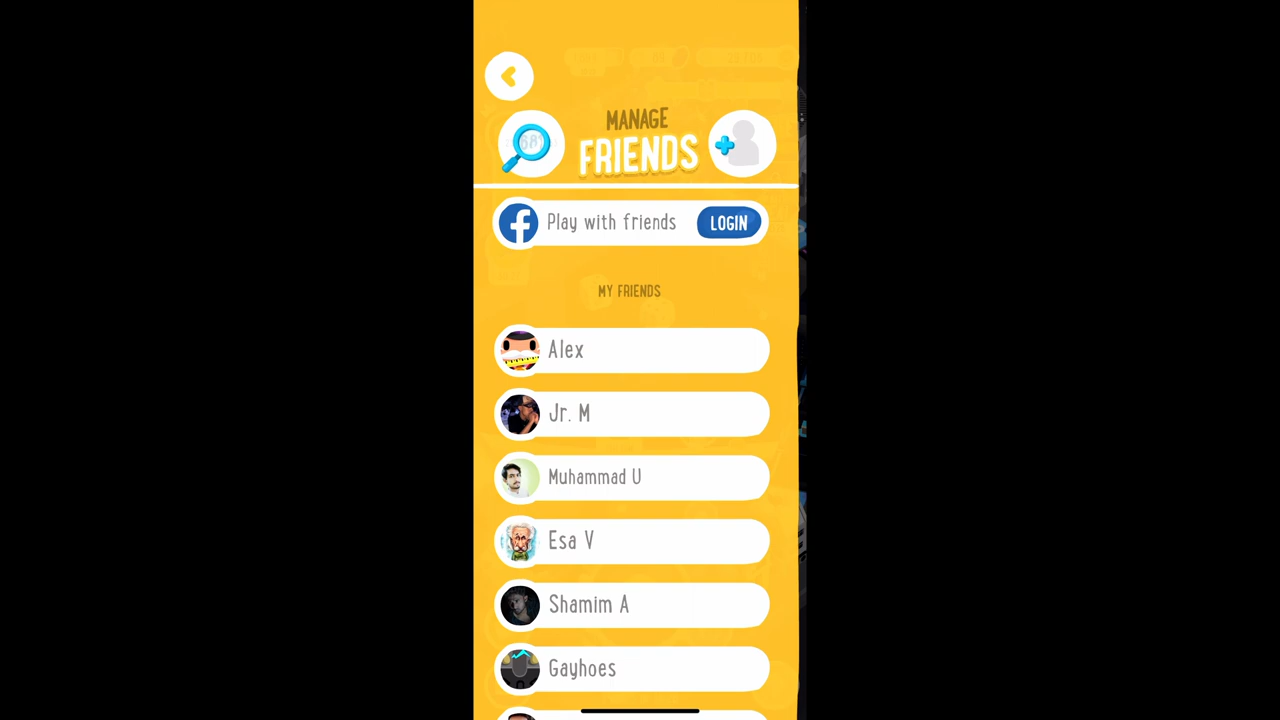 MANAGE
FRIENDS
Play with friends
LOGIN
MY FRIENDS
Alex
Jr. M
Muhammad U
Esa V
Shamim A
Gayhoes